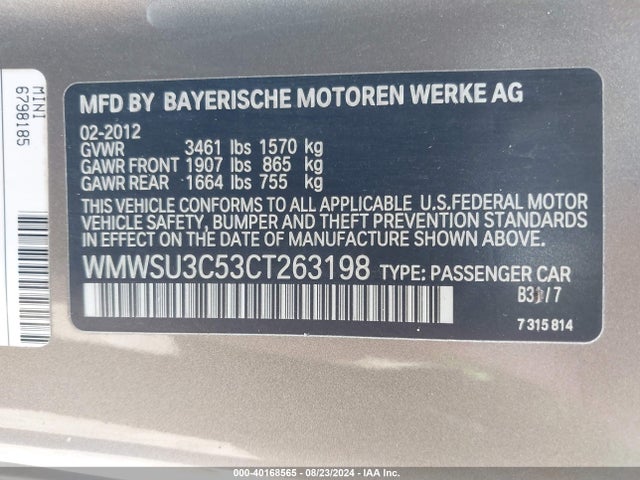 MINI
6798185
MFD BY BAYERISCHE MOTOREN WERKE AG
02-2012
GVWR 3461 lbs 1570 kg
GAWR FRONT 1907 lbs 865 kg
GAWR REAR 1664 lbs 755 kg
THIS VEHICLE CONFORMS TO ALL APPLICABLE U.S.FEDERAL MOTOR
VEHICLE SAFETY, BUMPER AND THEFT PREVENTION STANDARDS
IN EFFECT ON THE DATE OF MANUFACTURE SHOWN ABOVE.
WMWSU3C53CT263198 TYPE: PASSENGER CAR
7 315 814
000-40168565 - 08/23/2024 - IAAI.COM